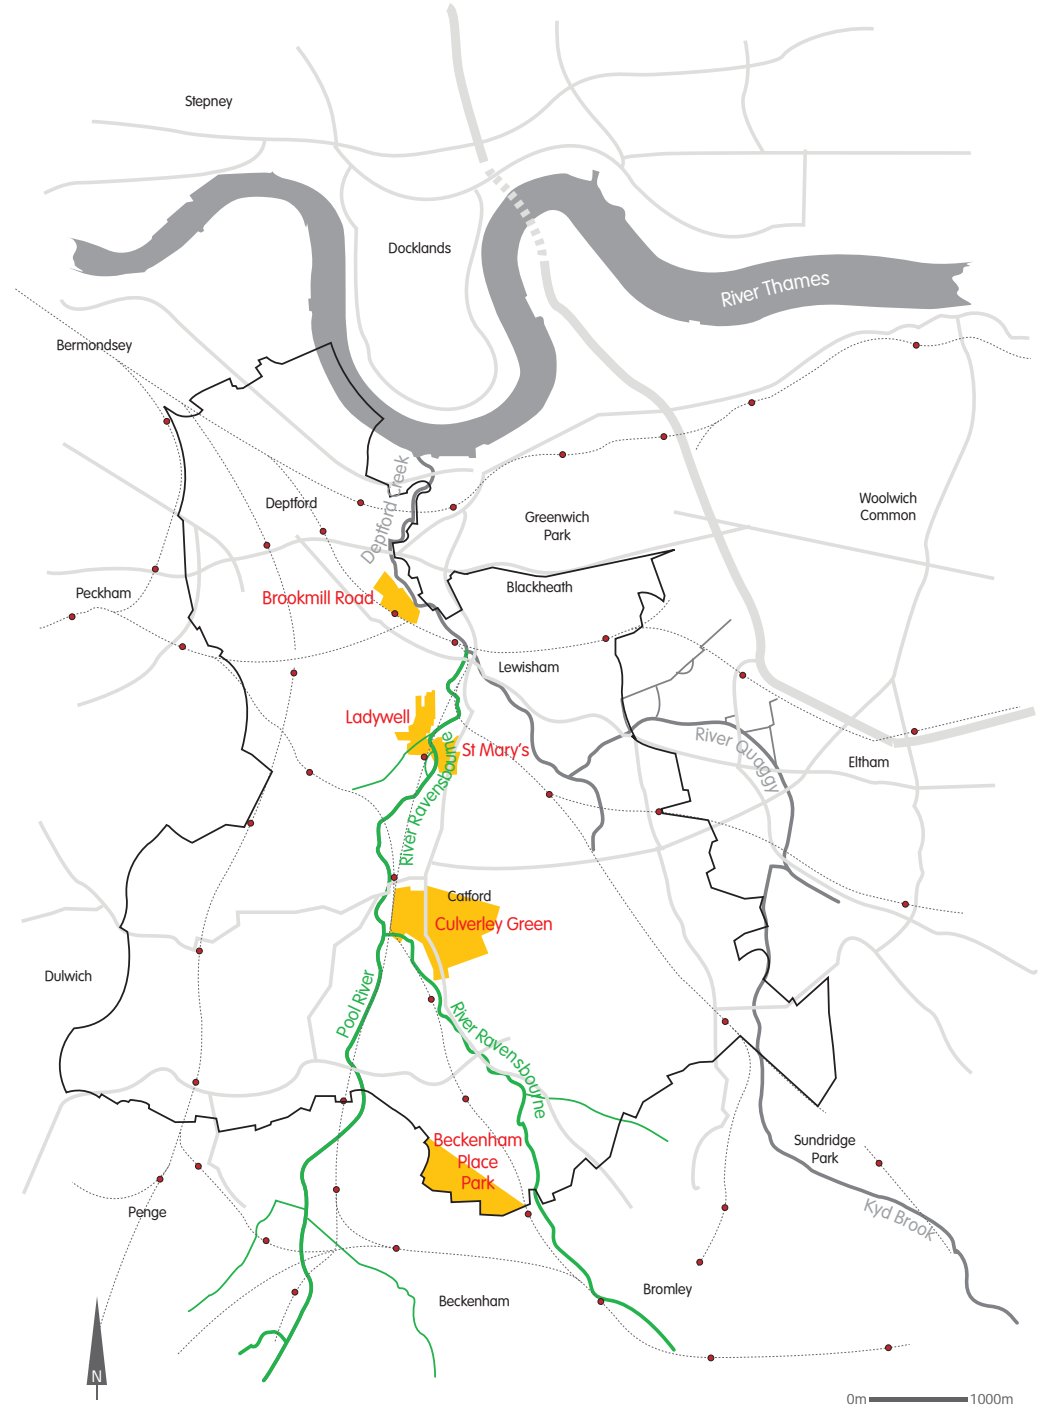 Stepney
Docklands
River Thames
Bermondsey
Deptford Creek
Deptford
Greenwich
Park
Woolwich
Common
Peckham
Brookmill Road
Blackheath
Lewisham
Ladywell
St Mary's
River Quaggy
Eltham
River Ravensbourne
Catford
Culverley Green
Dulwich
Pool River
River Ravensbourne
Beckenham
Place
Park
Sundridge
Park
Penge
Kyd Brook
Bromley
Beckenham
N
0m
1000m